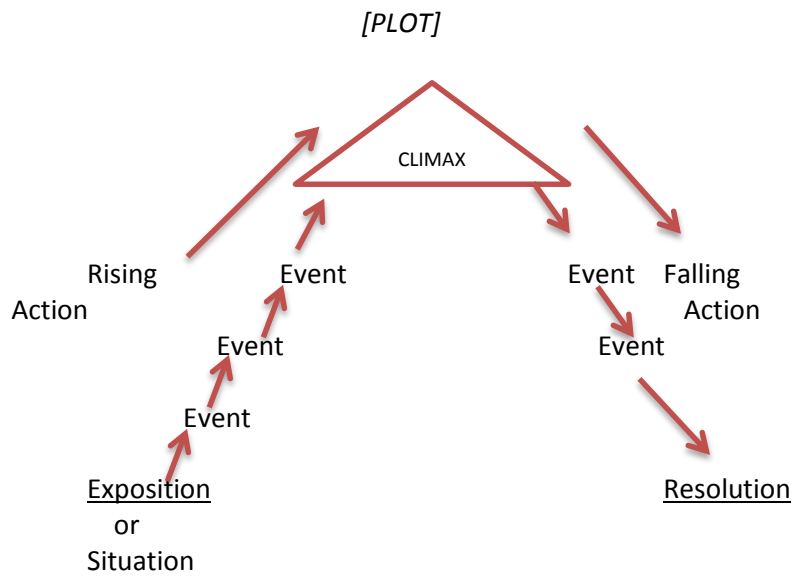 [PLOT]
CLIMAX
Rising Event Event Falling
Action Action
Event Event
Event
Exposition Resolution
or
Situation